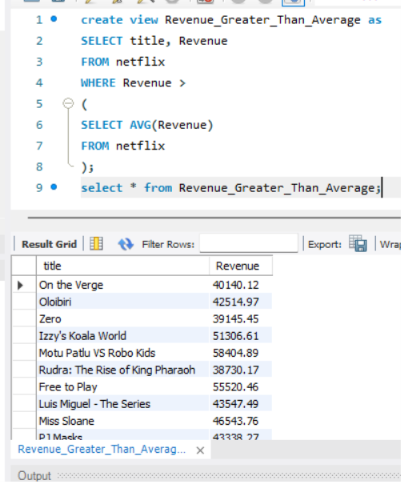 1 create view Revenue_Greater_Than_Average as
2 SELECT title, Revenue
3 FROM netflix
4 WHERE Revenue >
5 (
6 SELECT AVG(Revenue)
7 FROM netflix
8 );
9 select * from Revenue_Greater_Than_Average;
Result Grid Filter Rows: Export: Wrap
title Revenue
On the Verge 40140.12
Oloibiri 42514.97
Zero 39145.45
Izzy's Koala World 51306.61
Motu Patlu VS Robo Kids 58404.89
Rudra: The Rise of King Pharaoh 38730.17
Free to Play 55520.46
Luis Miguel - The Series 43547.49
Miss Sloane 46543.76
PJ Masks 43338.27
Revenue_Greater_Than_Averag... ×
Output